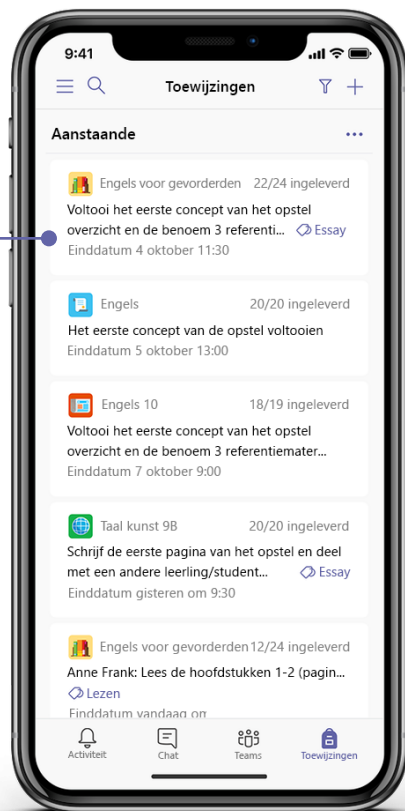 9:41
Toewijzingen
Aanstaande
Engels voor gevorderden 22/24 ingeleverd
Voltooi het eerste concept van het opstel
overzicht en de benoem 3 referenti... Essay
Einddatum 4 oktober 11:30
Engels 20/20 ingeleverd
Het eerste concept van de opstel voltooien
Einddatum 5 oktober 13:00
Engels 10 18/19 ingeleverd
Voltooi het eerste concept van het opstel
overzicht en de benoem 3 referentiemater...
Einddatum 7 oktober 9:00
Taal kunst 9B 20/20 ingeleverd
Schrijf de eerste pagina van het opstel en deel
met een andere leerling/student... Essay
Einddatum gisteren om 9:30
Engels voor gevorderden 12/24 ingeleverd
Anne Frank: Lees de hoofdstukken 1-2 (pagin...
Lezen
Einddatum vandaag om
Activiteit Chat Teams Toewijzingen